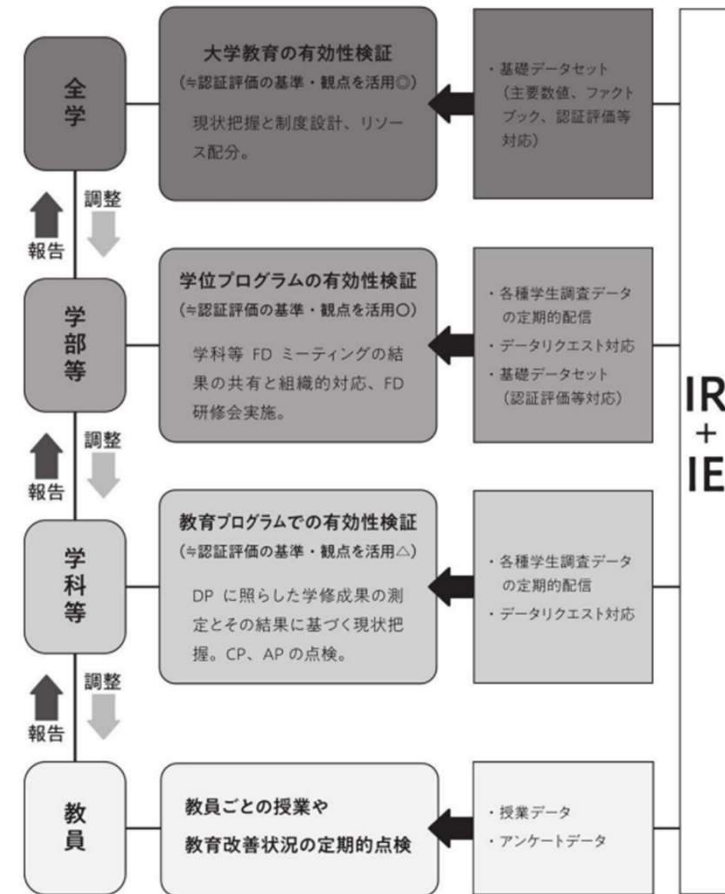 全学
大学教育の有効性検証
(≒認証評価の基準・観点を活用◎)
現状把握と制度設計、リソー
ス配分。
・基礎データセット
(主要数値、ファクト
ブック、認証評価等
対応)
報告
調整
学部等
学位プログラムの有効性検証
(≒認証評価の基準・観点を活用〇)
学科等 FD ミーティングの結
果の共有と組織的対応、FD
研修会実施。
・各種学生調査データ
の定期的配信
・データリクエスト対応
・基礎データセット
(認証評価等対応)
報告
調整
学科等
教育プログラムでの有効性検証
(≒認証評価の基準・観点を活用△)
DP に照らした学修成果の測
定とその結果に基づく現状把
握。CP、AP の点検。
・各種学生調査データ
の定期的配信
・データリクエスト対応
報告
調整
教員
教員ごとの授業や
教育改善状況の定期的点検
・授業データ
・アンケートデータ
IR
+
IE